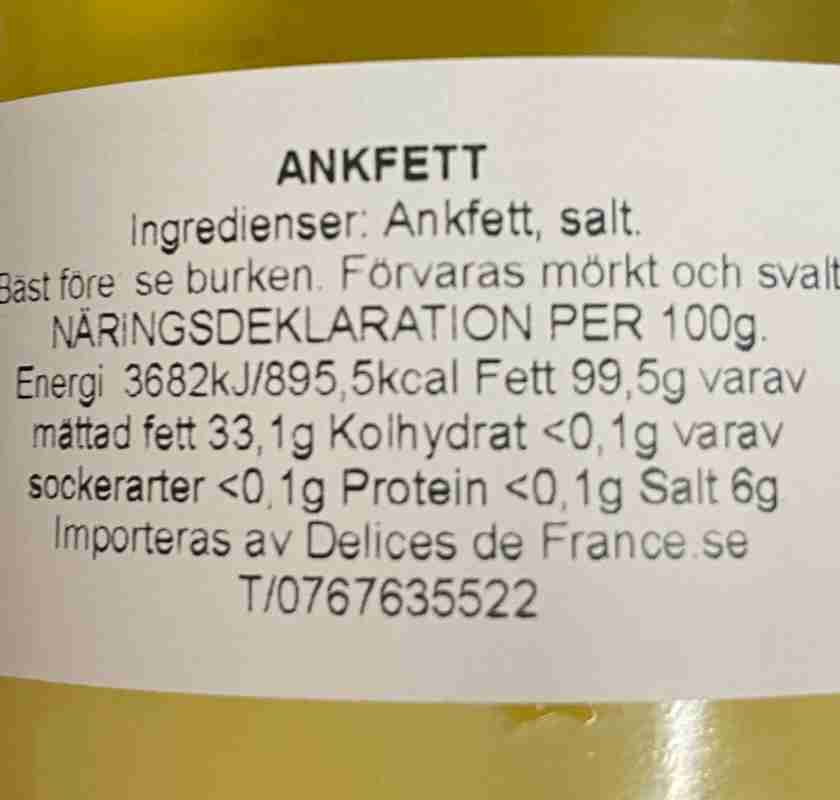 ANKFETT
Ingredienser: Ankfett, salt.
Bäst före se burken. Förvaras mörkt och svalt
NÄRINGSDEKLARATION PER 100g.
Energi 3682kJ/895,5kcal Fett 99,5g varav
mättad fett 33,1g Kolhydrat <0,1g varav
sockerarter <0,1g Protein <0,1g Salt 6g
Importeras av Delices de France.se
T/0767635522